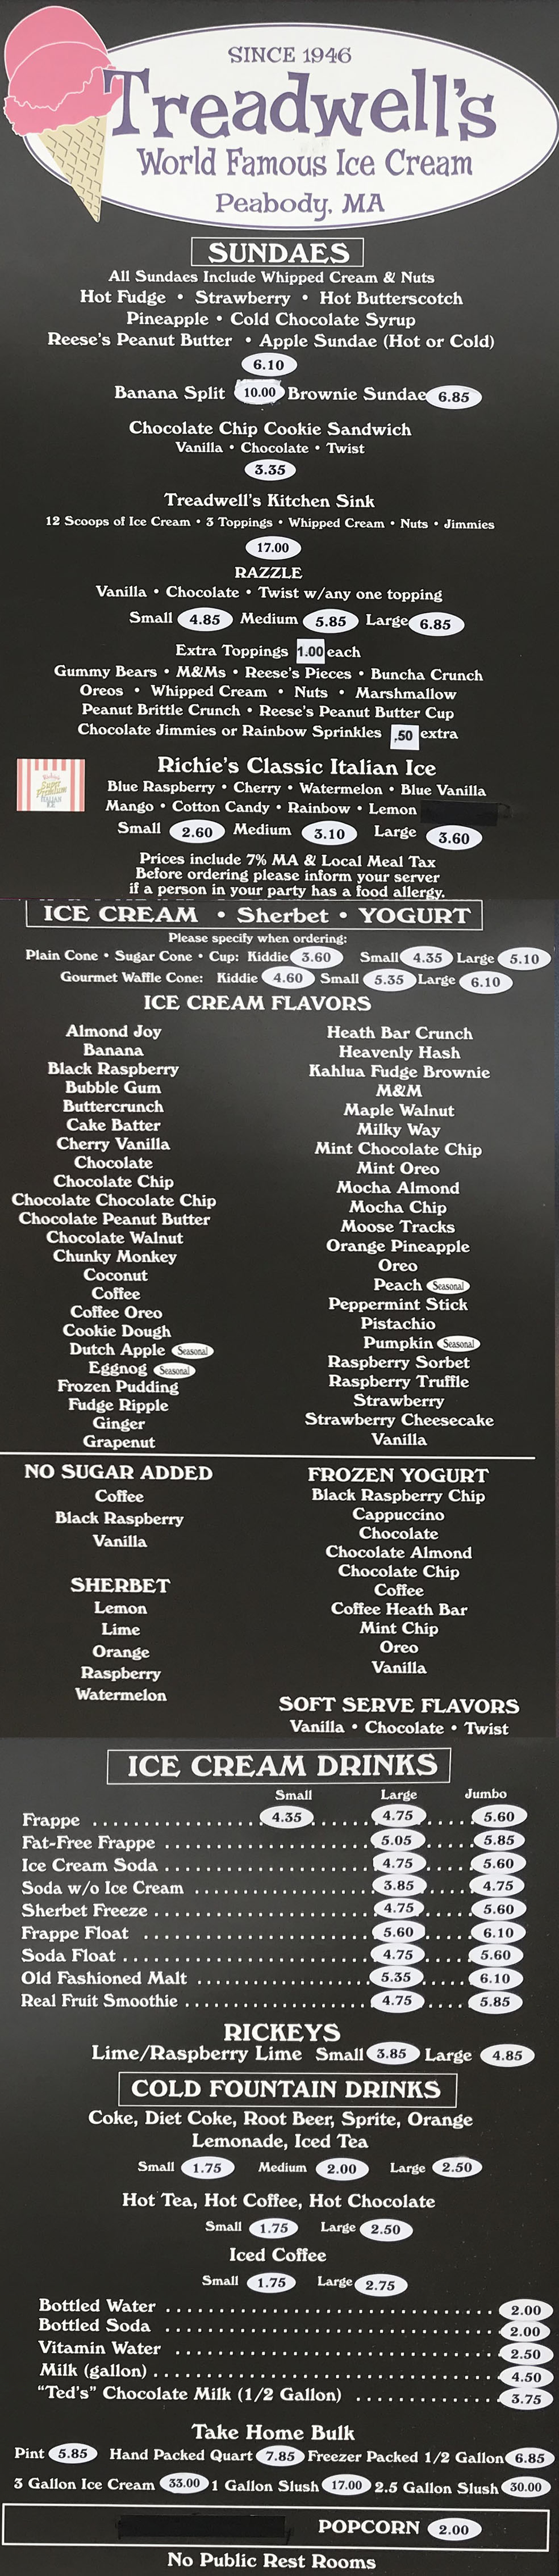 SINCE 1946
Treadwell's
World Famous Ice Cream
Peabody, MA
SUNDAES
All Sundaes Include Whipped Cream & Nuts
Hot Fudge • Strawberry • Hot Butterscotch
Pineapple • Cold Chocolate Syrup
Reese's Peanut Butter • Apple Sundae (Hot or Cold)
6.10
Banana Split 10.00 Brownie Sundae 6.85
Chocolate Chip Cookie Sandwich
Vanilla • Chocolate • Twist
3.35
Treadwell's Kitchen Sink
12 Scoops of Ice Cream • 3 Toppings • Whipped Cream • Nuts • Jimmies
17.00
RAZZLE
Vanilla • Chocolate • Twist w/any one topping
Small 4.85 Medium 5.85 Large 6.85
Extra Toppings 1.00 each
Gummy Bears • M&Ms • Reese's Pieces • Buncha Crunch
Oreos • Whipped Cream • Nuts • Marshmallow
Peanut Brittle Crunch • Reese's Peanut Butter Cup
Chocolate Jimmies or Rainbow Sprinkles .50 extra
Richie's Classic Italian Ice
Super Premium
ITALIAN ICE
Blue Raspberry • Cherry • Watermelon • Blue Vanilla
Mango • Cotton Candy • Rainbow • Lemon
Small 2.60 Medium 3.10 Large 3.60
Prices include 7% MA & Local Meal Tax
Before ordering please inform your server
if a person in your party has a food allergy.
ICE CREAM • Sherbet • YOGURT
Please specify when ordering:
Plain Cone • Sugar Cone • Cup: Kiddie 3.60 Small 4.35 Large 5.10
Gourmet Waffle Cone: Kiddie 4.60 Small 5.35 Large 6.10
ICE CREAM FLAVORS
Almond Joy
Banana
Black Raspberry
Bubble Gum
Buttercrunch
Cake Batter
Cherry Vanilla
Chocolate
Chocolate Chip
Chocolate Chocolate Chip
Chocolate Peanut Butter
Chocolate Walnut
Chunky Monkey
Coconut
Coffee
Coffee Oreo
Cookie Dough
Dutch Apple Seasonal
Eggnog Seasonal
Frozen Pudding
Fudge Ripple
Ginger
Grapenut
Heath Bar Crunch
Heavenly Hash
Kahlua Fudge Brownie
M&M
Maple Walnut
Milky Way
Mint Chocolate Chip
Mint Oreo
Mocha Almond
Mocha Chip
Moose Tracks
Orange Pineapple
Oreo
Peach Seasonal
Peppermint Stick
Pistachio
Pumpkin Seasonal
Raspberry Sorbet
Raspberry Truffle
Strawberry
Strawberry Cheesecake
Vanilla
NO SUGAR ADDED
Coffee
Black Raspberry
Vanilla
SHERBET
Lemon
Lime
Orange
Raspberry
Watermelon
FROZEN YOGURT
Black Raspberry Chip
Cappuccino
Chocolate
Chocolate Almond
Chocolate Chip
Coffee
Coffee Heath Bar
Mint Chip
Oreo
Vanilla
SOFT SERVE FLAVORS
Vanilla • Chocolate • Twist
ICE CREAM DRINKS
Small Large Jumbo
Frappe 4.35 4.75 5.60
Fat-Free Frappe 5.05 5.85
Ice Cream Soda 4.75 5.60
Soda w/o Ice Cream 3.85 4.75
Sherbet Freeze 4.75 5.60
Frappe Float 5.60 6.10
Soda Float 4.75 5.60
Old Fashioned Malt 5.35 6.10
Real Fruit Smoothie 4.75 5.85
RICKEYS
Lime/Raspberry Lime Small 3.85 Large 4.85
COLD FOUNTAIN DRINKS
Coke, Diet Coke, Root Beer, Sprite, Orange
Lemonade, Iced Tea
Small 1.75 Medium 2.00 Large 2.50
Hot Tea, Hot Coffee, Hot Chocolate
Small 1.75 Large 2.50
Iced Coffee
Small 1.75 Large 2.75
Bottled Water 2.00
Bottled Soda 2.00
Vitamin Water 2.50
Milk (gallon) 4.50
"Ted's" Chocolate Milk (1/2 Gallon) 3.75
Take Home Bulk
Pint 5.85 Hand Packed Quart 7.85 Freezer Packed 1/2 Gallon 6.85
3 Gallon Ice Cream 33.00 1 Gallon Slush 17.00 2.5 Gallon Slush 30.00
POPCORN 2.00
No Public Rest Rooms